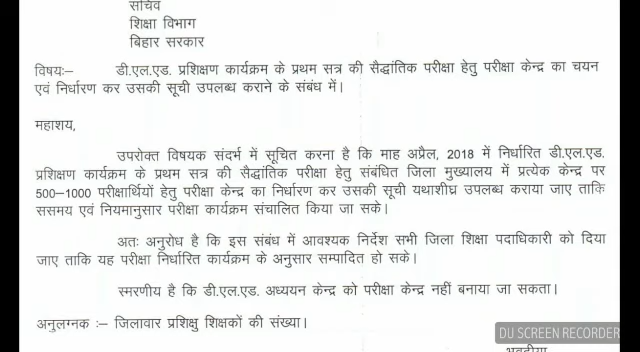 सचिव
शिक्षा विभाग
बिहार सरकार
विषयः– डी.एल.एड. प्रशिक्षण कार्यक्रम के प्रथम सत्र की सैद्धांतिक परीक्षा हेतु परीक्षा केन्द्र का चयन
एवं निर्धारण कर उसकी सूची उपलब्ध कराने के संबंध में।
महाशय,
उपरोक्त विषयक संदर्भ में सूचित करना है कि माह अप्रैल, 2018 में निर्धारित डी.एल.एड.
प्रशिक्षण कार्यक्रम के प्रथम सत्र की सैद्धांतिक परीक्षा हेतु संबंधित जिला मुख्यालय में प्रत्येक केन्द्र पर
500–1000 परीक्षार्थियों हेतु परीक्षा केन्द्र का निर्धारण कर उसकी सूची यथाशीघ्र उपलब्ध कराया जाए ताकि
ससमय एवं नियमानुसार परीक्षा कार्यक्रम संचालित किया जा सके।
अतः अनुरोध है कि इस संबंध में आवश्यक निर्देश सभी जिला शिक्षा पदाधिकारी को दिया
जाए ताकि यह परीक्षा निर्धारित कार्यक्रम के अनुसार सम्पादित हो सके।
स्मरणीय है कि डी.एल.एड. अध्ययन केन्द्र को परीक्षा केन्द्र नहीं बनाया जा सकता।
अनुलग्नक :– जिलावार प्रशिक्षु शिक्षकों की संख्या।
DU SCREEN RECORDER